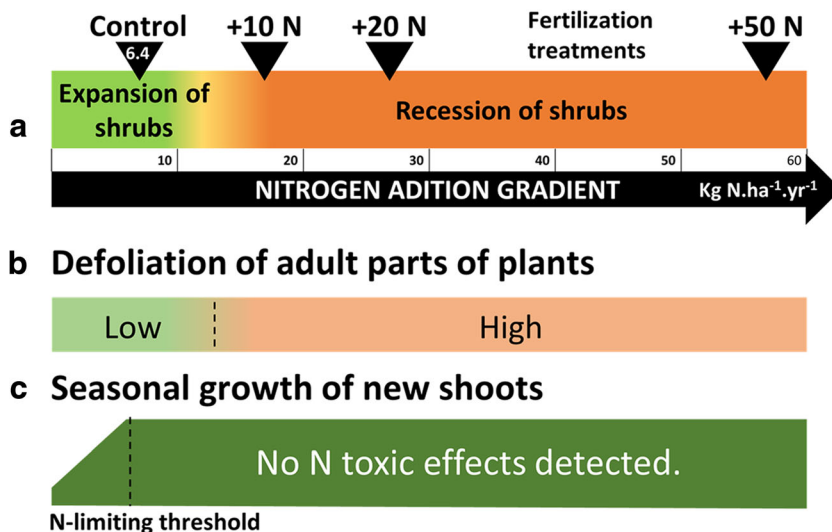 Control +10 N +20 N Fertilization treatments +50 N
6.4
a
Expansion of shrubs
Recession of shrubs
10 20 30 40 50 60
NITROGEN ADITION GRADIENT Kg N.ha⁻¹.yr⁻¹
b Defoliation of adult parts of plants
Low High
c Seasonal growth of new shoots
No N toxic effects detected.
N-limiting threshold